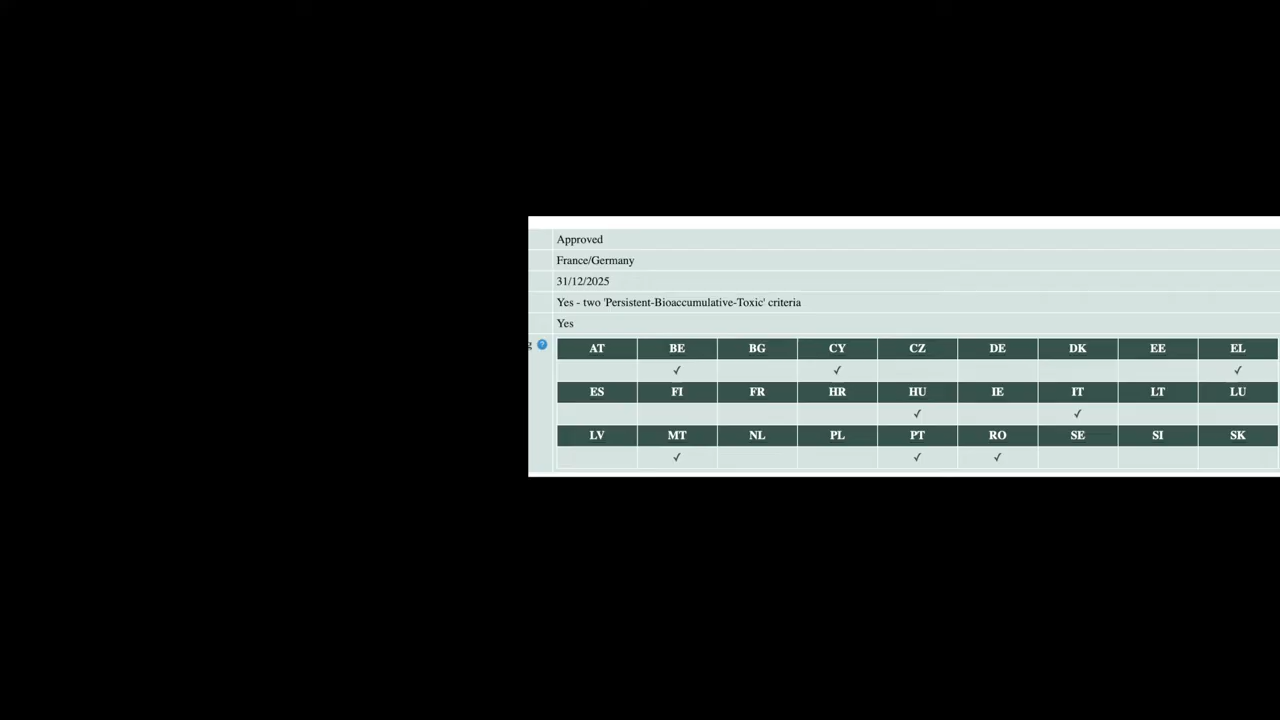 Approved
France/Germany
31/12/2025
Yes - two 'Persistent-Bioaccumulative-Toxic' criteria
Yes
?
AT BE BG CY CZ DE DK EE EL
✓ ✓ ✓
ES FI FR HR HU IE IT LT LU
✓ ✓
LV MT NL PL PT RO SE SI SK
✓ ✓ ✓